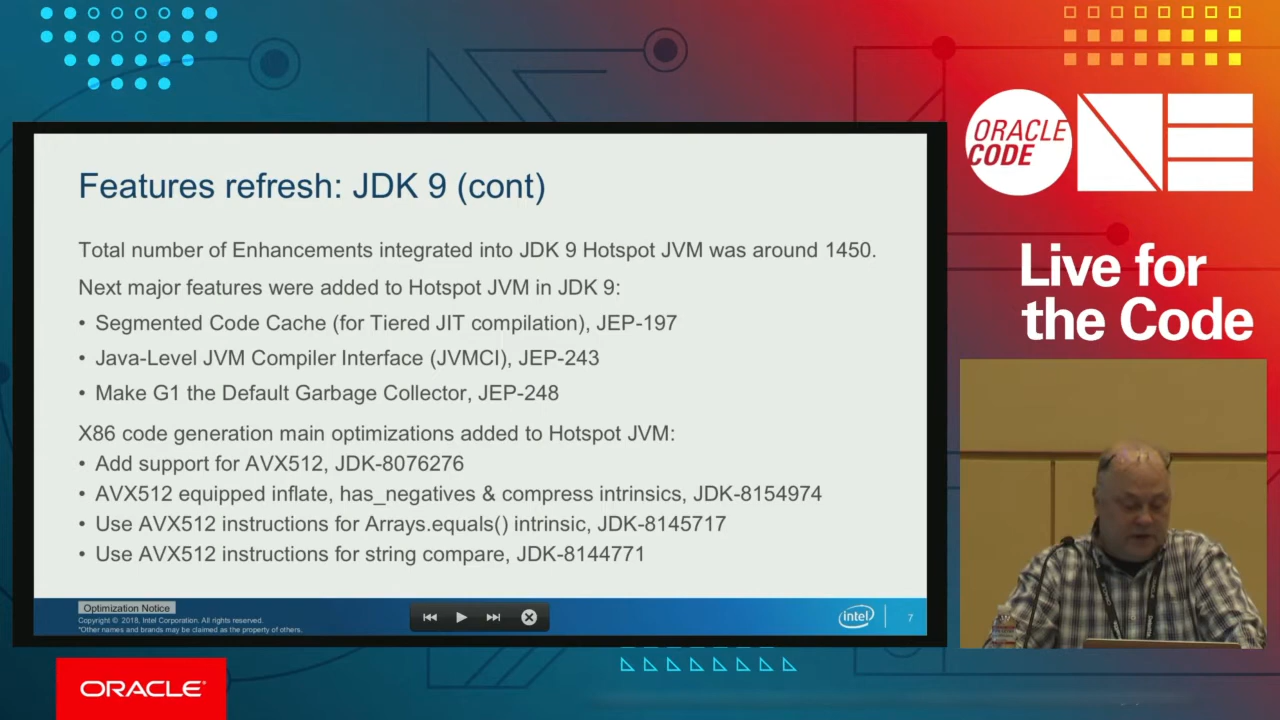 Features refresh: JDK 9 (cont)
Total number of Enhancements integrated into JDK 9 Hotspot JVM was around 1450.
Next major features were added to Hotspot JVM in JDK 9:
• Segmented Code Cache (for Tiered JIT compilation), JEP-197
• Java-Level JVM Compiler Interface (JVMCI), JEP-243
• Make G1 the Default Garbage Collector, JEP-248
X86 code generation main optimizations added to Hotspot JVM:
• Add support for AVX512, JDK-8076276
• AVX512 equipped inflate, has_negatives & compress intrinsics, JDK-8154974
• Use AVX512 instructions for Arrays.equals() intrinsic, JDK-8145717
• Use AVX512 instructions for string compare, JDK-8144771
Optimization Notice
Copyright © 2018, Intel Corporation. All rights reserved.
*Other names and brands may be claimed as the property of others.
intel
7
ORACLE
CODE
ONE
Live for
the Code
ORACLE®